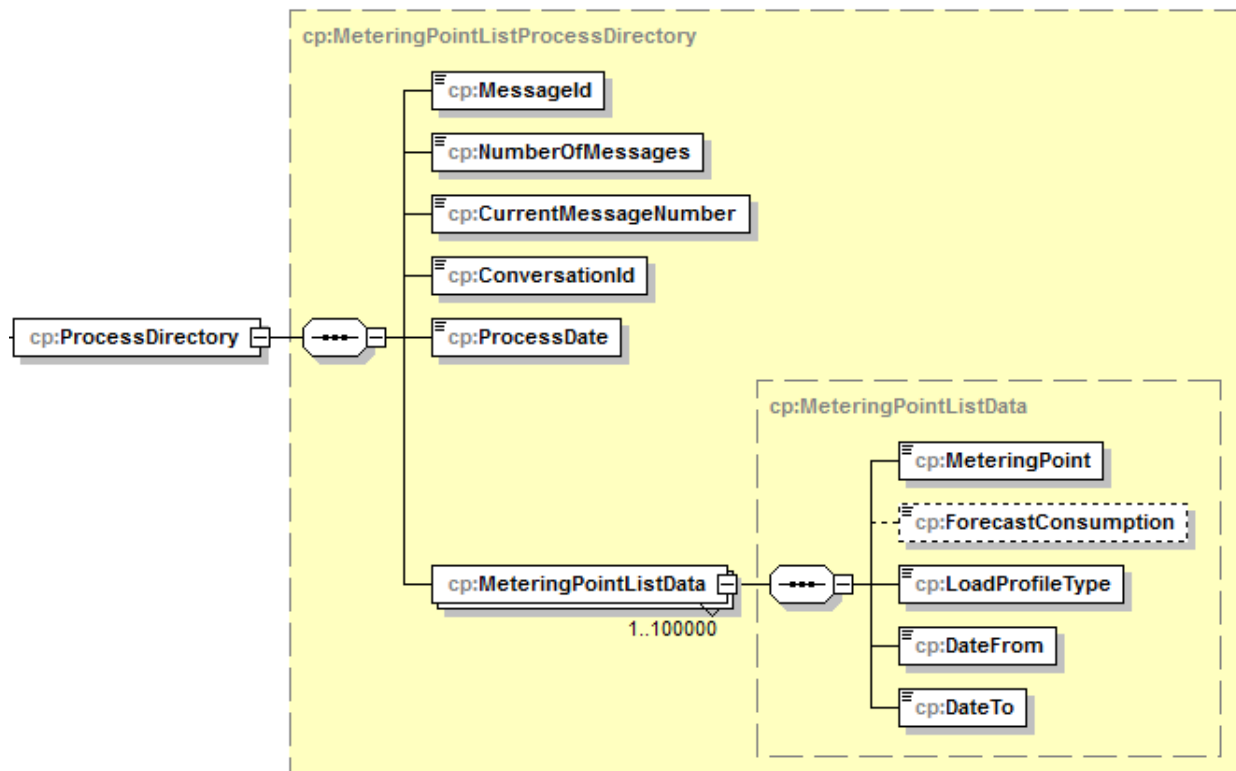 cp:MeteringPointListProcessDirectory
cp:MessageId
cp:NumberOfMessages
cp:CurrentMessageNumber
cp:ConversationId
cp:ProcessDirectory
cp:ProcessDate
cp:MeteringPointListData
cp:MeteringPoint
cp:ForecastConsumption
cp:MeteringPointListData
cp:LoadProfileType
1..100000
cp:DateFrom
cp:DateTo